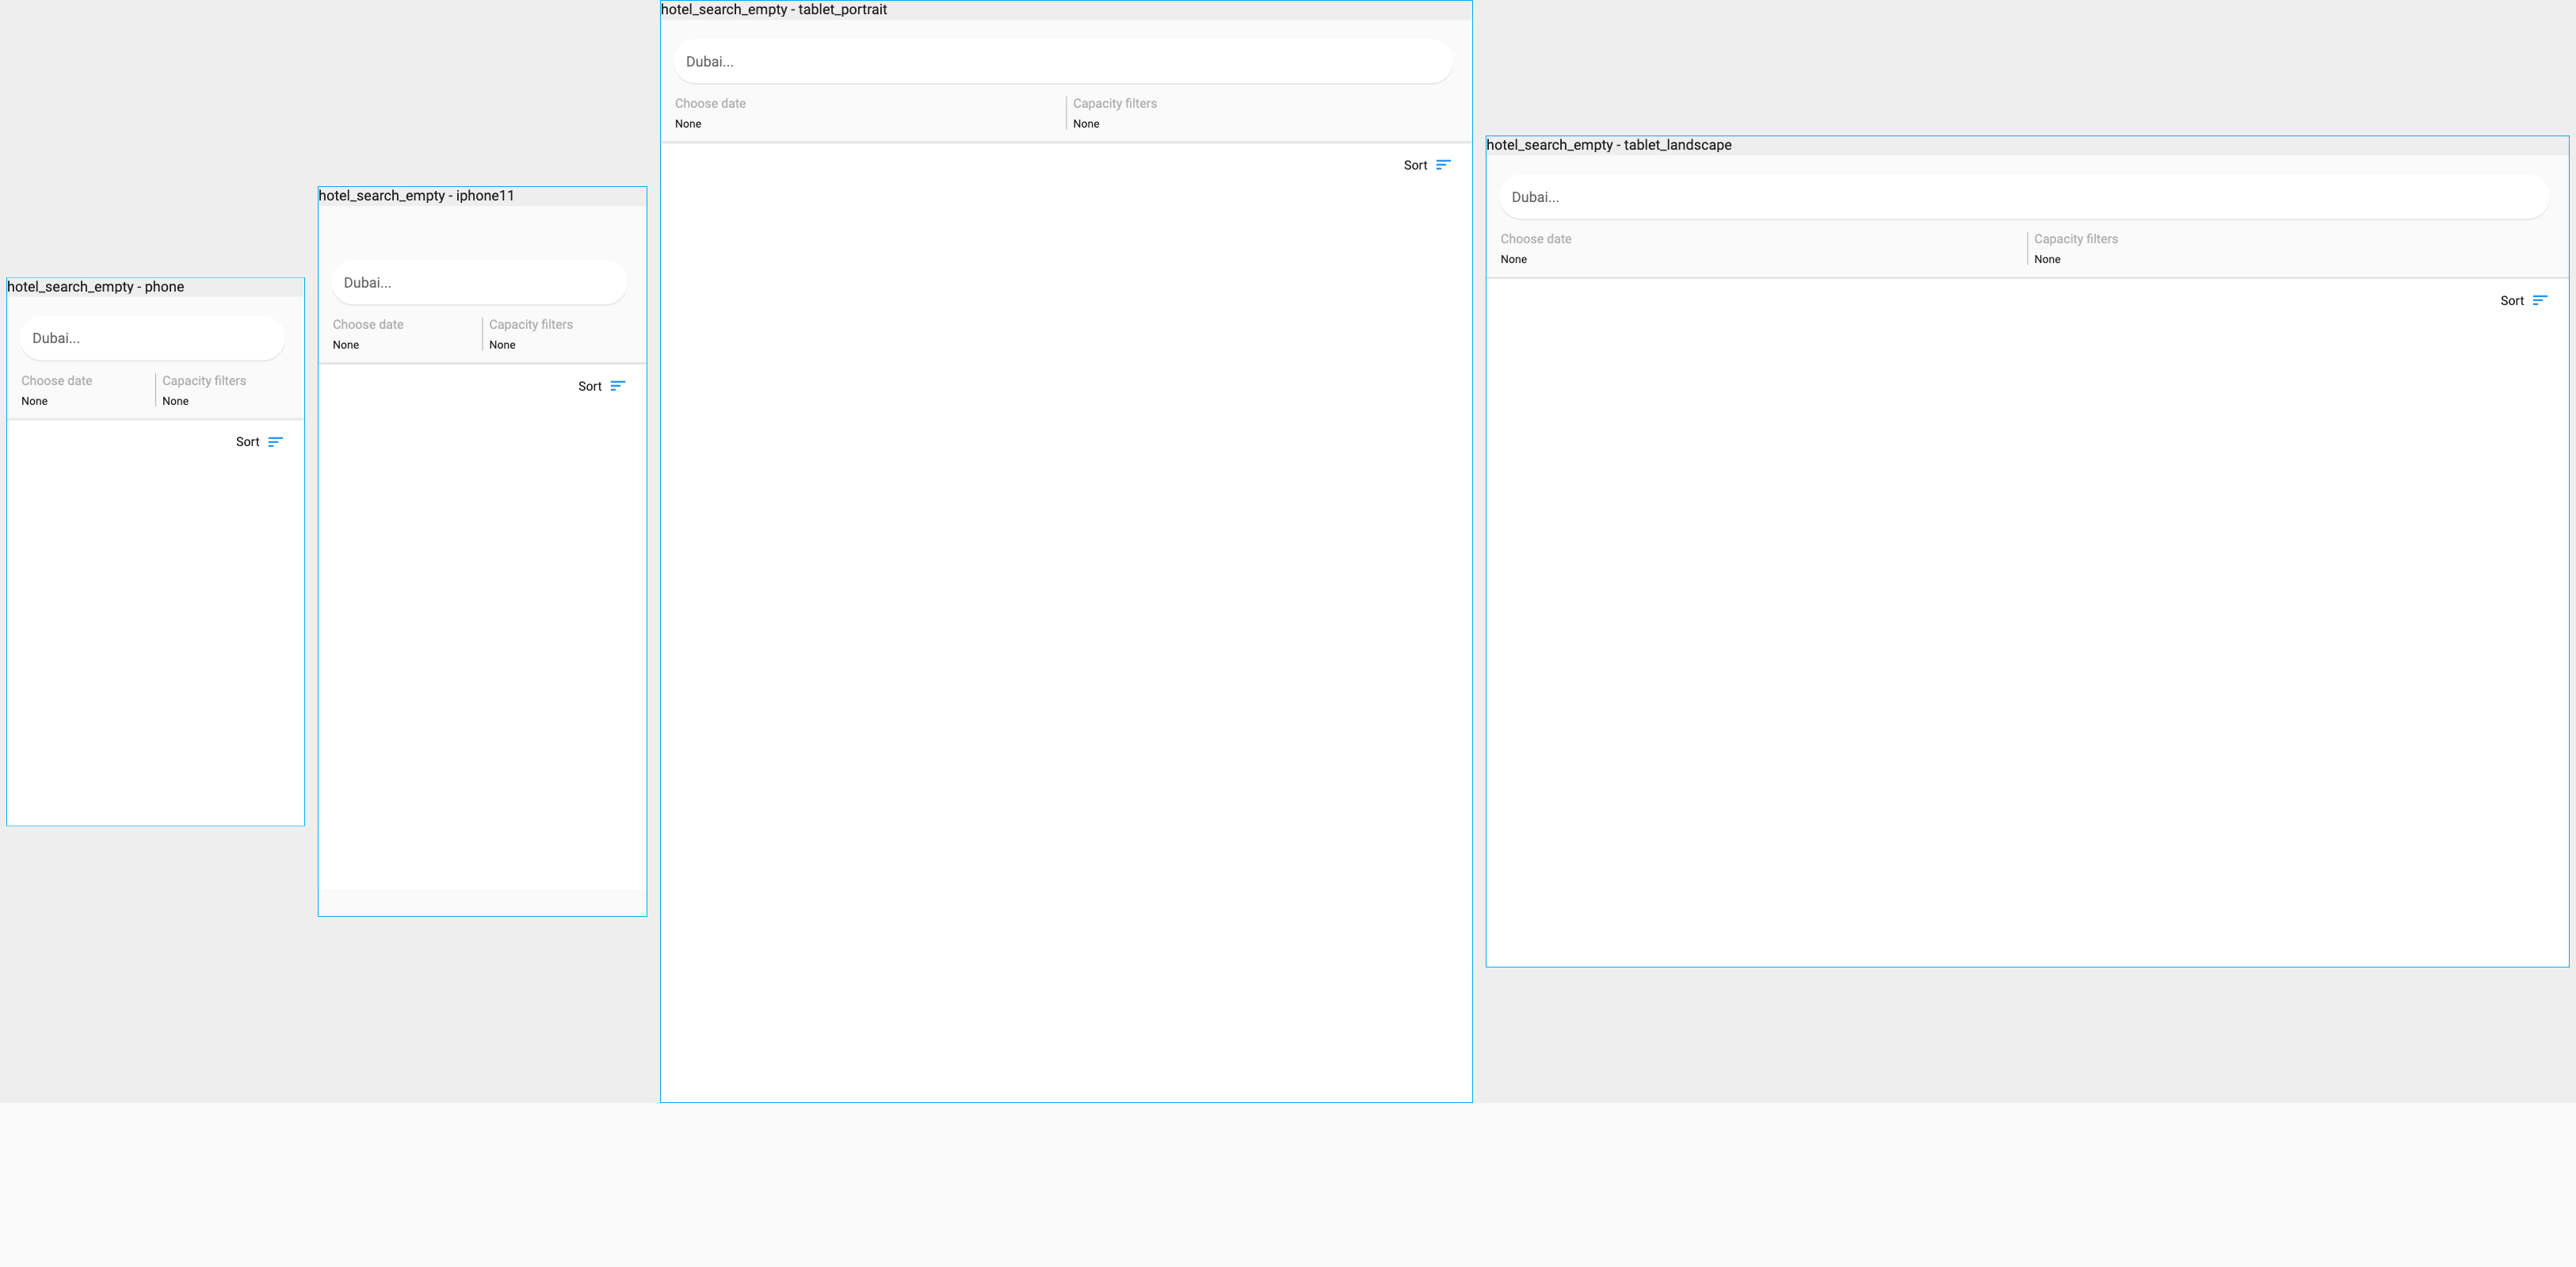 hotel_search_empty - phone
Dubai...
Choose date
Capacity filters
None
None
Sort
hotel_search_empty - iphone11
Dubai...
Choose date
Capacity filters
None
None
Sort
hotel_search_empty - tablet_portrait
Dubai...
Choose date
Capacity filters
None
None
Sort
hotel_search_empty - tablet_landscape
Dubai...
Choose date
Capacity filters
None
None
Sort